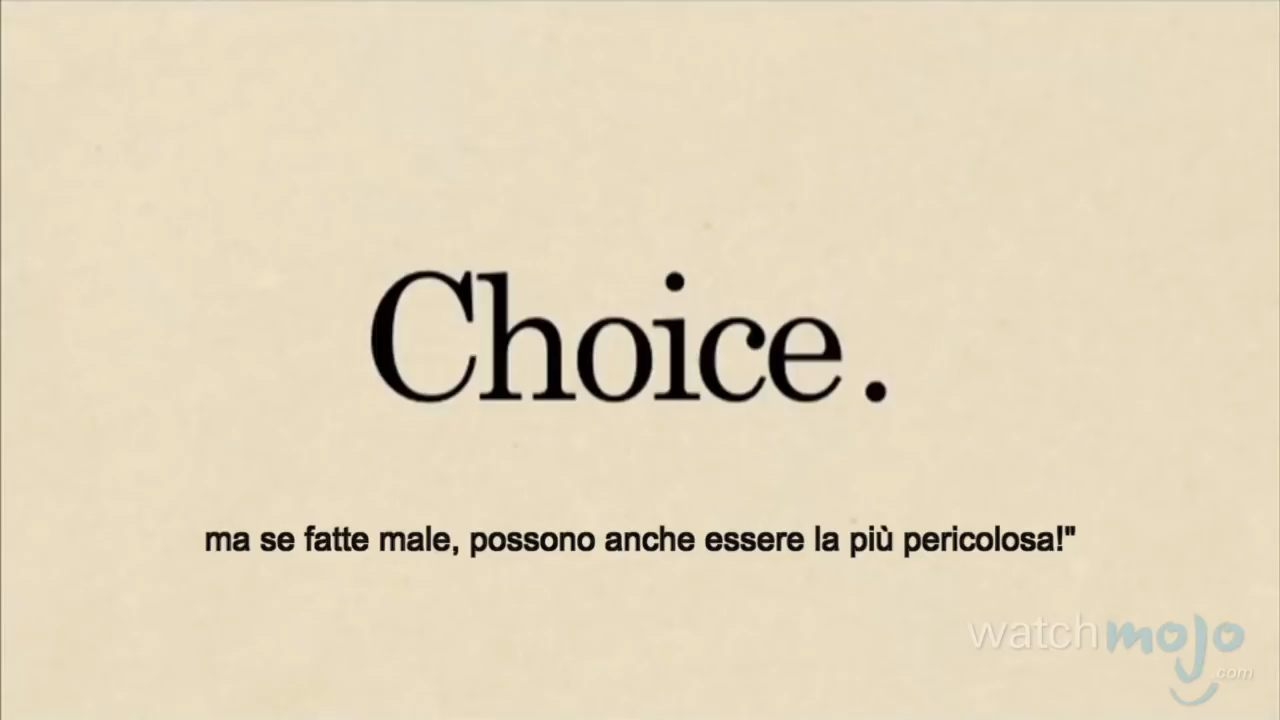 Choice.
ma se fatte male, possono anche essere la più pericolosa!"
watchmojo
.com